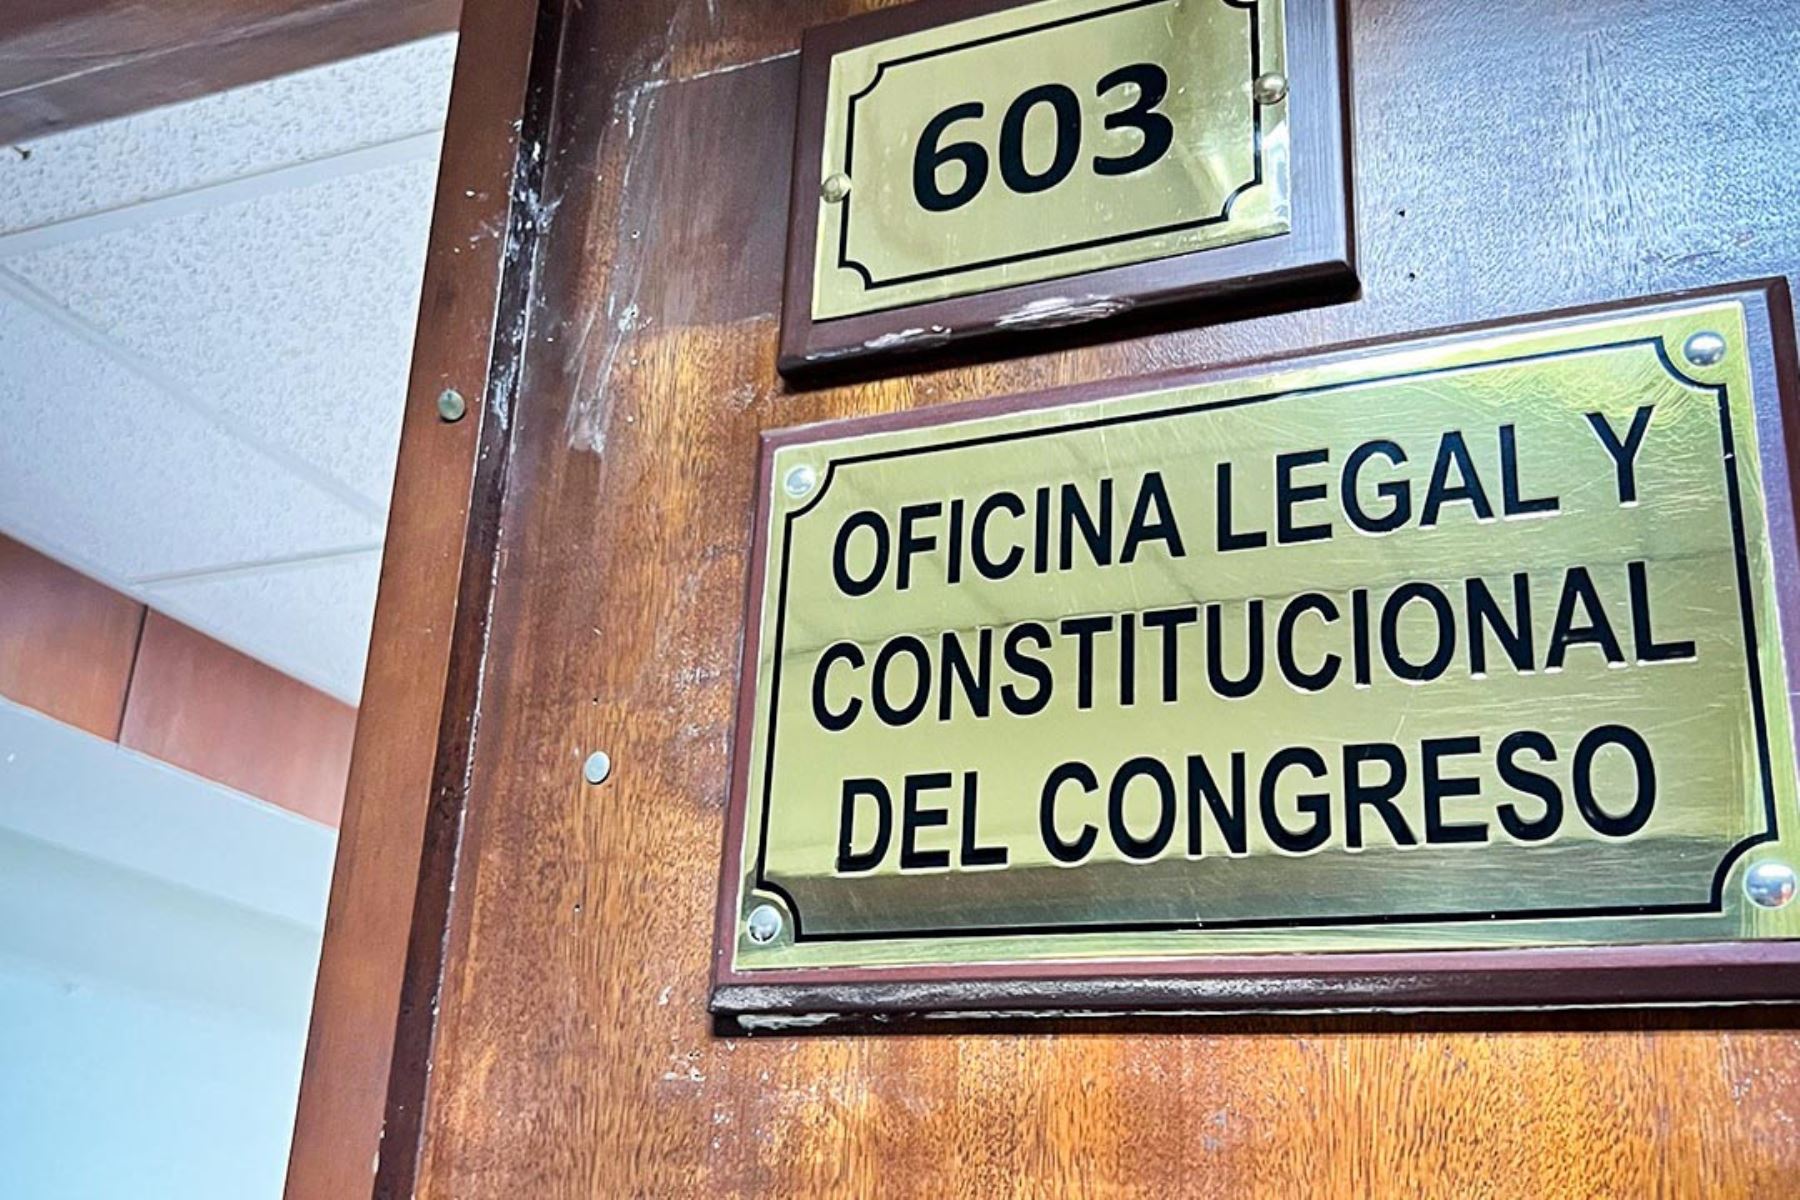 603
OFICINA LEGAL Y
CONSTITUCIONAL
DEL CONGRESO